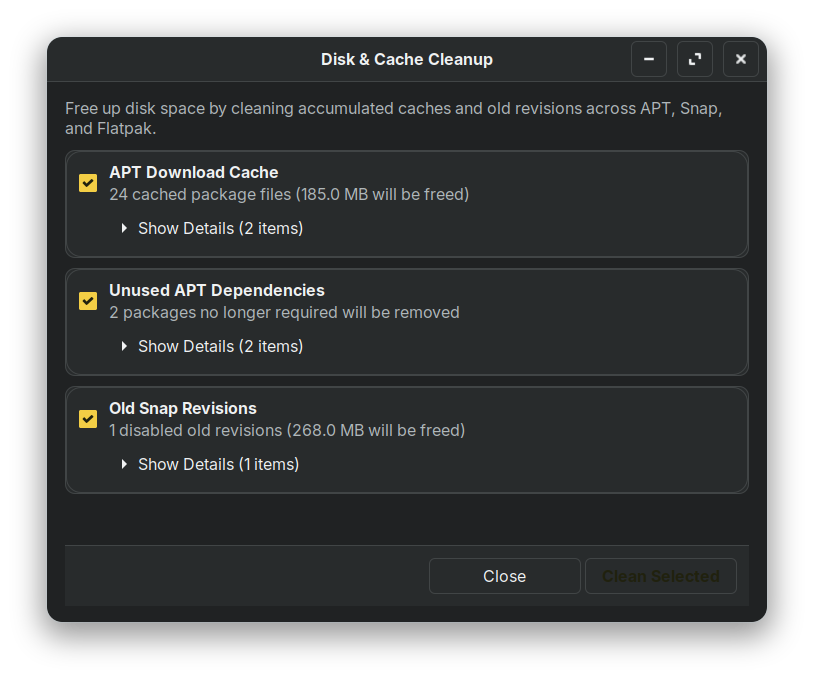 Disk & Cache Cleanup
Free up disk space by cleaning accumulated caches and old revisions across APT, Snap,
and Flatpak.
APT Download Cache
24 cached package files (185.0 MB will be freed)
Show Details (2 items)
Unused APT Dependencies
2 packages no longer required will be removed
Show Details (2 items)
Old Snap Revisions
1 disabled old revisions (268.0 MB will be freed)
Show Details (1 items)
Close
Clean Selected